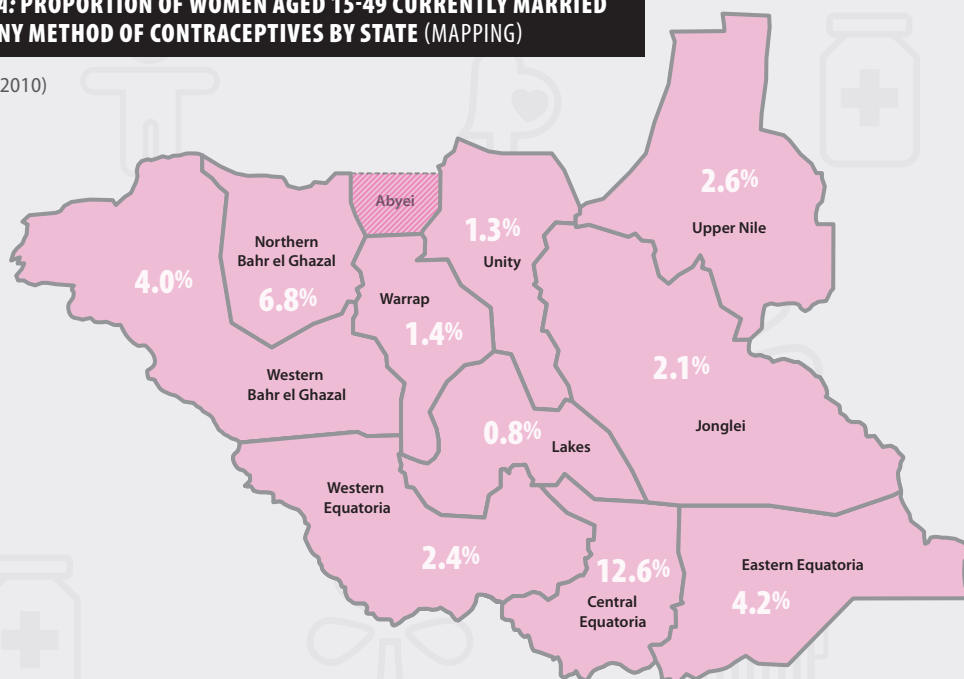 PROPORTION OF WOMEN AGED 15-49 CURRENTLY MARRIED
NY METHOD OF CONTRACEPTIVES BY STATE (MAPPING)
2010)
2.6%
Upper Nile
Abyei
1.3%
Unity
Northern
Bahr el Ghazal
6.8%
4.0%
Warrap
1.4%
Western
Bahr el Ghazal
2.1%
Jonglei
0.8%
Lakes
Western
Equatoria
2.4%
12.6%
Central
Equatoria
Eastern Equatoria
4.2%